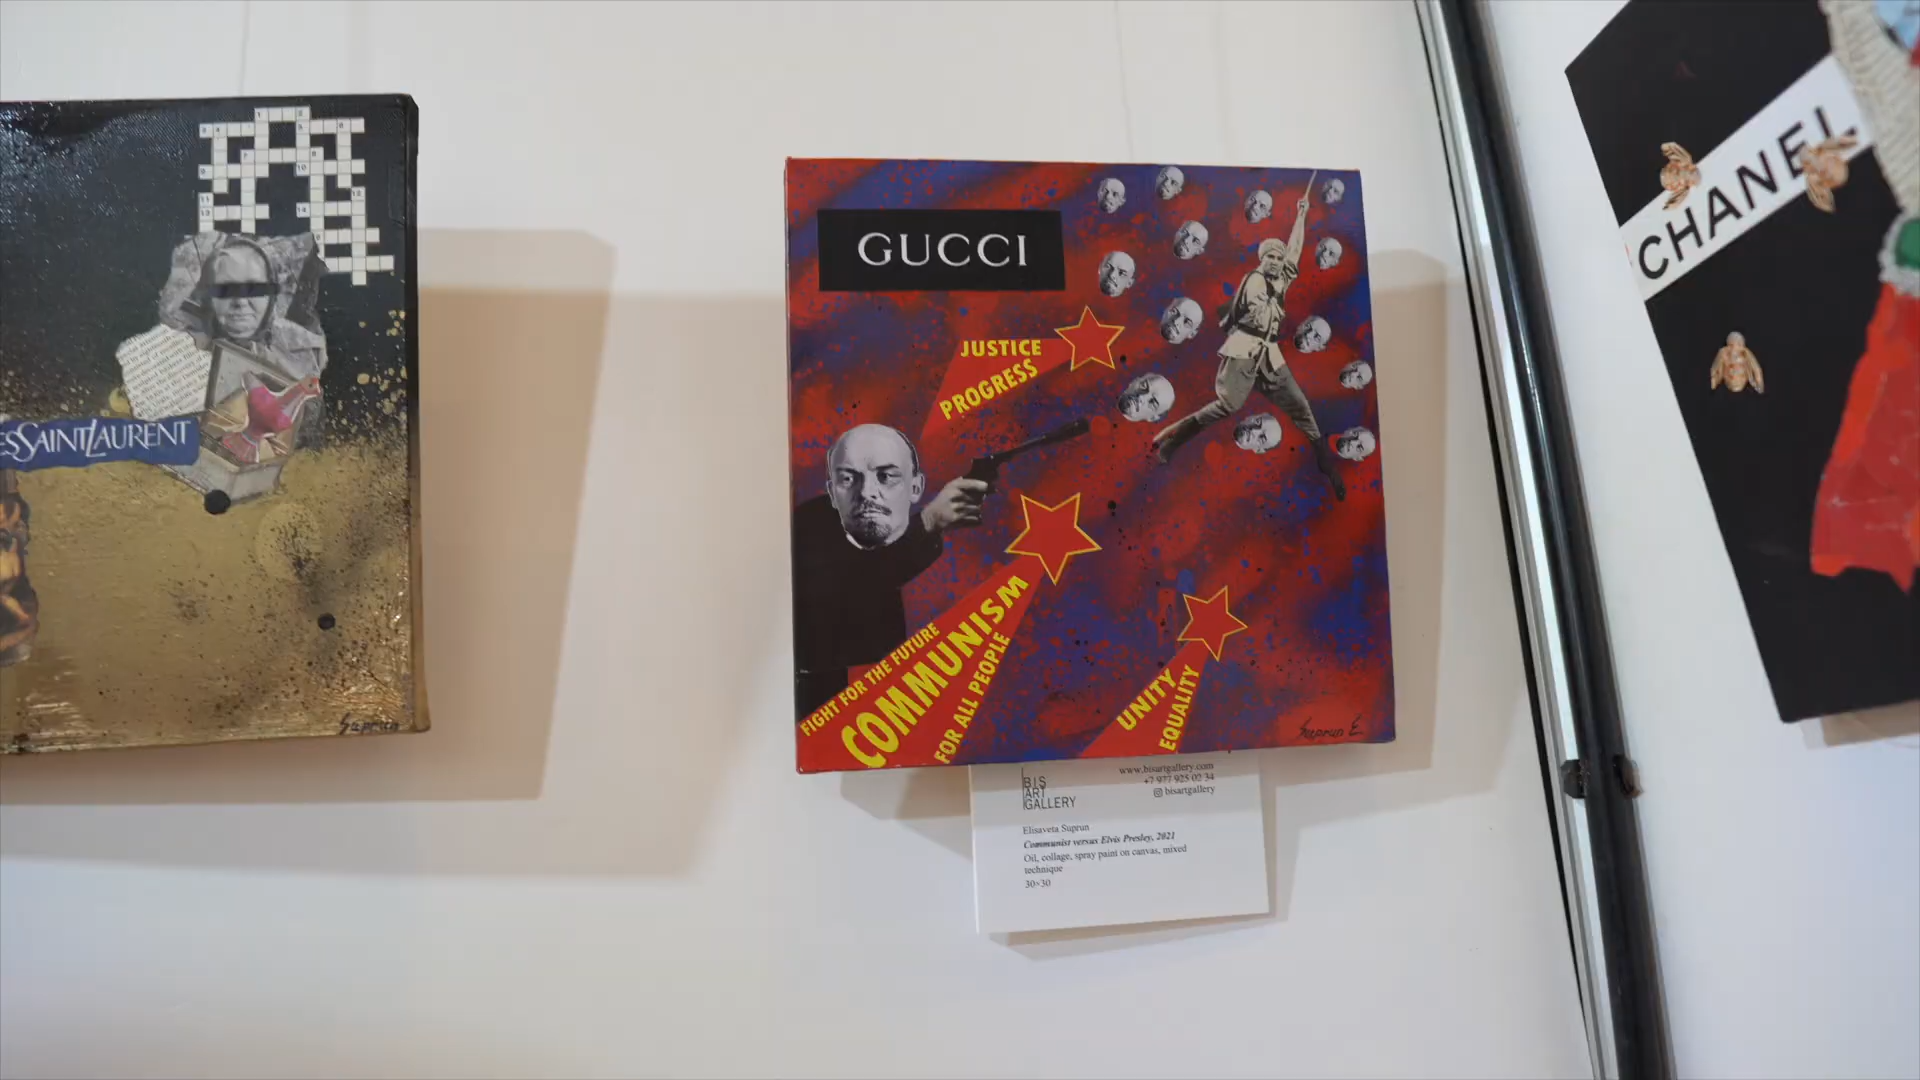 ESSAINTLAURENT
Suprun
GUCCI
JUSTICE
PROGRESS
FIGHT FOR THE FUTURE
COMMUNISM
FOR ALL PEOPLE
UNITY
EQUALITY
Suprun E.
BIS
ART
GALLERY
www.bisartgallery.com
+7 977 925 02 34
bisartgallery
Elisaveta Suprun
Communist versus Elvis Presley, 2021
Oil, collage, spray paint on canvas, mixed
technique
30×30
CHANEL